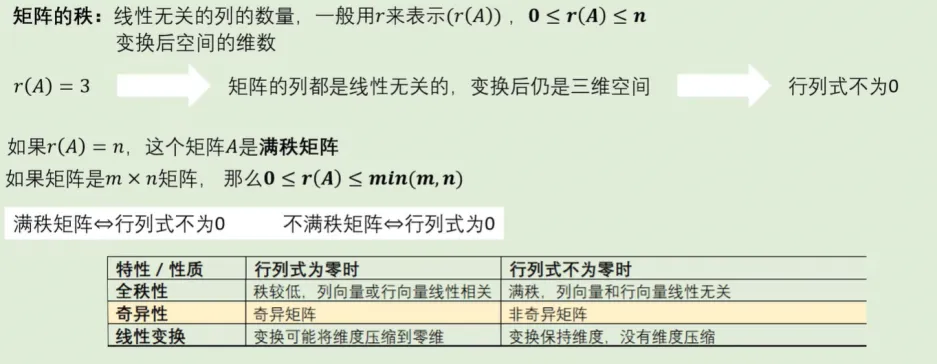 矩阵的秩：线性无关的列的数量，一般用r来表示(r(A))，0 ≤ r(A) ≤ n
变换后空间的维数
r(A) = 3 矩阵的列都是线性无关的，变换后仍是三维空间 行列式不为0
如果r(A) = n，这个矩阵A是满秩矩阵
如果矩阵是m × n矩阵， 那么0 ≤ r(A) ≤ min(m, n)
满秩矩阵⇔行列式不为0 不满秩矩阵⇔行列式为0
特性 / 性质 行列式为零时 行列式不为零时
全秩性 秩较低，列向量或行向量线性相关 满秩，列向量和行向量线性无关
奇异性 奇异矩阵 非奇异矩阵
线性变换 变换可能将维度压缩到零维 变换保持维度，没有维度压缩